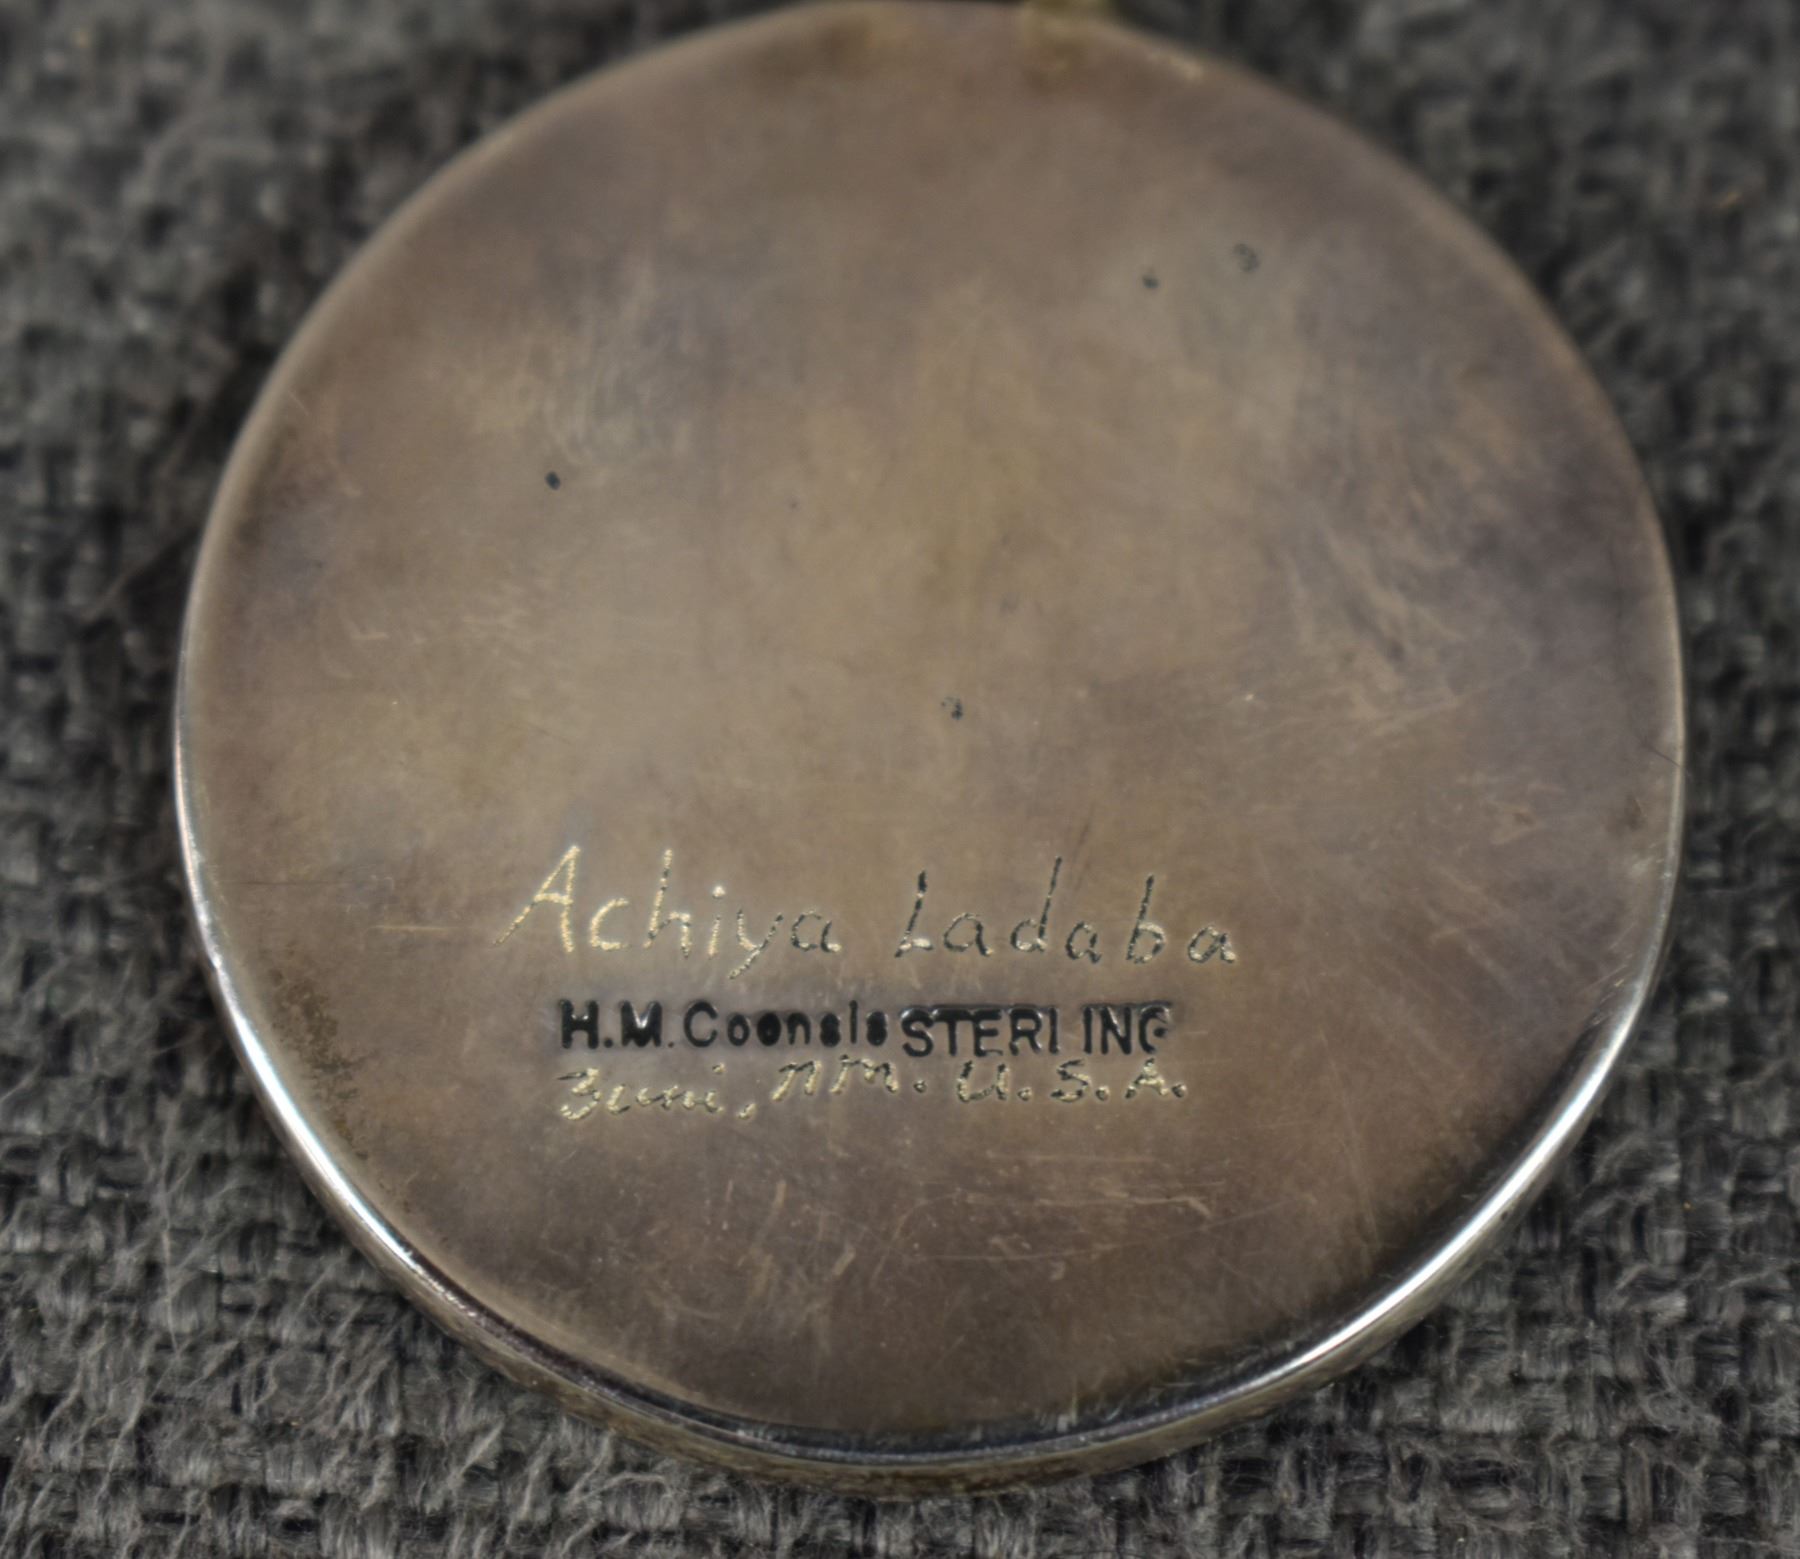 Achiya Ladaba
H.M. Coonsis STERLING
Zuni, nm. U.S.A.